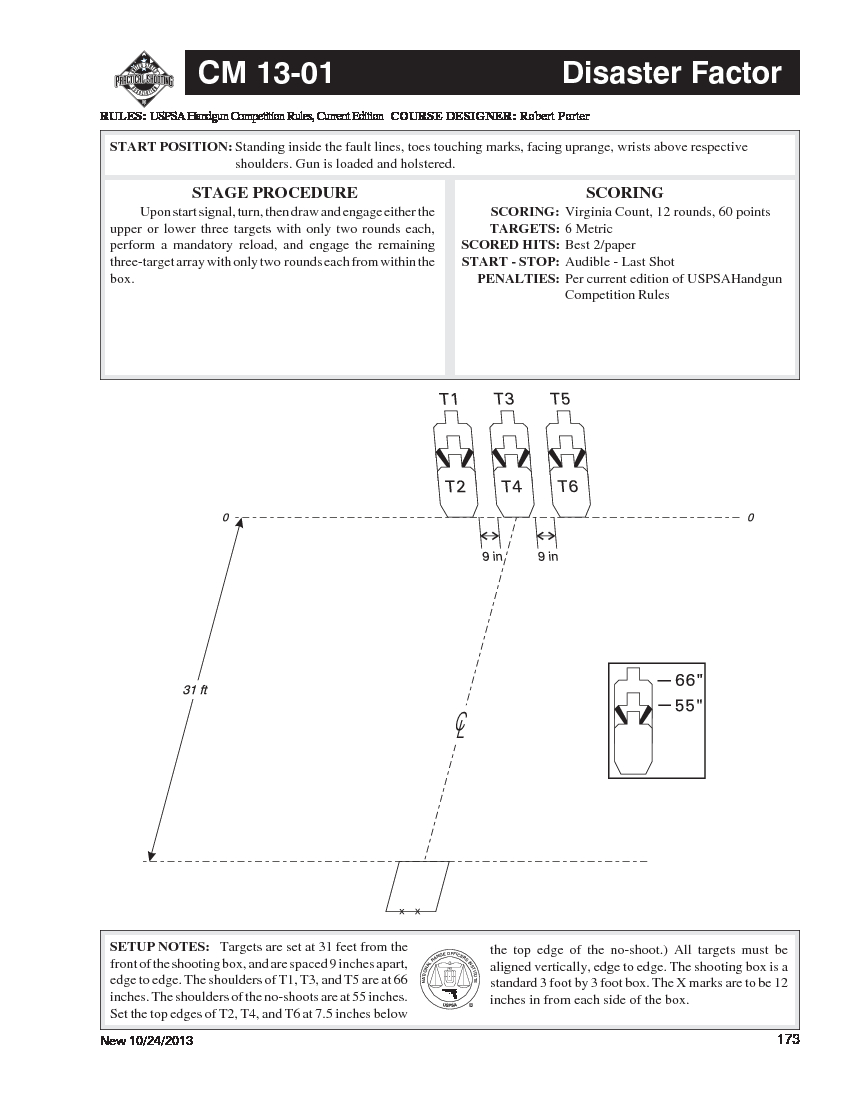 CM 13-01 Disaster Factor
PRACTICAL SHOOTING
RULES: USPSA Handgun Competition Rules, Current Edition COURSE DESIGNER: Robert Porter
START POSITION: Standing inside the fault lines, toes touching marks, facing uprange, wrists above respective
shoulders. Gun is loaded and holstered.
STAGE PROCEDURE
Upon start signal, turn, then draw and engage either the
upper or lower three targets with only two rounds each,
perform a mandatory reload, and engage the remaining
three-target array with only two rounds each from within the
box.
SCORING
SCORING: Virginia Count, 12 rounds, 60 points
TARGETS: 6 Metric
SCORED HITS: Best 2/paper
START - STOP: Audible - Last Shot
PENALTIES: Per current edition of USPSAHandgun
Competition Rules
T1 T3 T5
T2 T4 T6
0 0
9 in 9 in
31 ft
66"
55"
CL
x x
SETUP NOTES: Targets are set at 31 feet from the
front of the shooting box, and are spaced 9 inches apart,
edge to edge. The shoulders of T1, T3, and T5 are at 66
inches. The shoulders of the no-shoots are at 55 inches.
Set the top edges of T2, T4, and T6 at 7.5 inches below
USPSA
the top edge of the no-shoot.) All targets must be
aligned vertically, edge to edge. The shooting box is a
standard 3 foot by 3 foot box. The X marks are to be 12
inches in from each side of the box.
New 10/24/2013 173